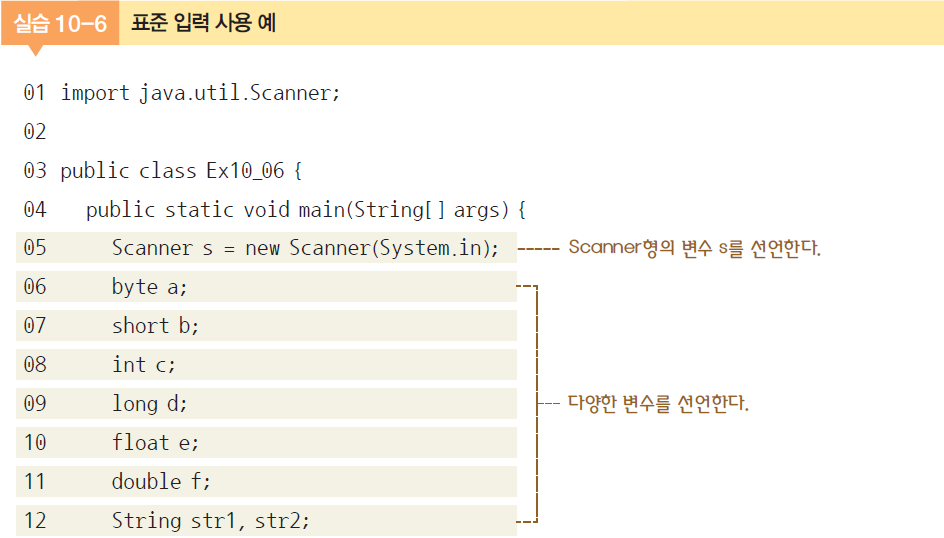 실습 10-6 표준 입력 사용 예
01 import java.util.Scanner;
02
03 public class Ex10_06 {
04 public static void main(String[] args) {
05 Scanner s = new Scanner(System.in); Scanner형의 변수 s를 선언한다.
06 byte a;
07 short b;
08 int c;
09 long d; 다양한 변수를 선언한다.
10 float e;
11 double f;
12 String str1, str2;